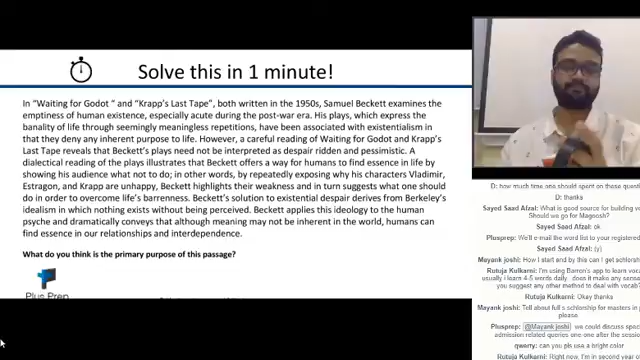 Solve this in 1 minute!
In "Waiting for Godot " and "Krapp's Last Tape", both written in the 1950s, Samuel Beckett examines the
emptiness of human existence, especially acute during the post-war era. His plays, which express the
banality of life through seemingly meaningless repetitions, have been associated with existentialism in
that they deny any inherent purpose to life. However, a careful reading of Waiting for Godot and Krapp's
Last Tape reveals that Beckett's plays need not be interpreted as despair ridden and pessimistic. A
dialectical reading of the plays illustrates that Beckett offers a way for humans to find essence in life by
showing his audience what not to do; in other words, by repeatedly exposing why his characters Vladimir,
Estragon, and Krapp are unhappy, Beckett highlights their weakness and in turn suggests what one should
do in order to overcome life's barrenness. Beckett's solution to existential despair derives from Berkeley's
idealism in which nothing exists without being perceived. Beckett applies this ideology to the human
psyche and dramatically conveys that although meaning may not be inherent in the world, humans can
find essence in our relationships and interdependence.
What do you think is the primary purpose of this passage?
Plus Prep
D: how much time one should spent on these quest
D: thanks
Sayed Saad Afzal: What is good source for building vo
Should we go for Magoosh?
Sayed Saad Afzal: ok
Plusprep: We'll e-mail the word list to your registered
Sayed Saad Afzal: (y)
Mayank joshi: How I start and by this can I get schlorshi
Rutuja Kulkarni: I'm using Barron's app to learn voca
usually I learn 4-5 words daily.. does it make any sense
you suggest any other method to deal with vocab?
Rutuja Kulkarni: Okay thanks
Mayank joshi: Tell about full s schlorship for masters in
please
Plusprep: @Mayank joshi we could discuss spec
admission related queries one-one after the sessio
qwerty: can you pls use a bright color
Rutuja Kulkarni: Right now, I'm second year o